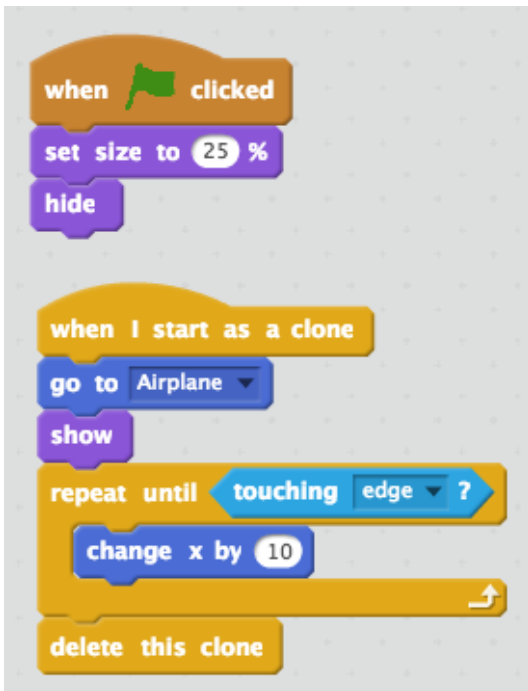 when clicked
set size to 25 %
hide
when I start as a clone
go to Airplane
show
repeat until touching edge ?
change x by 10
delete this clone